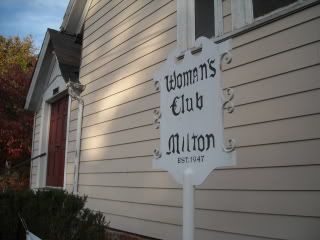 Woman's
Club
Milton
EST. 1947